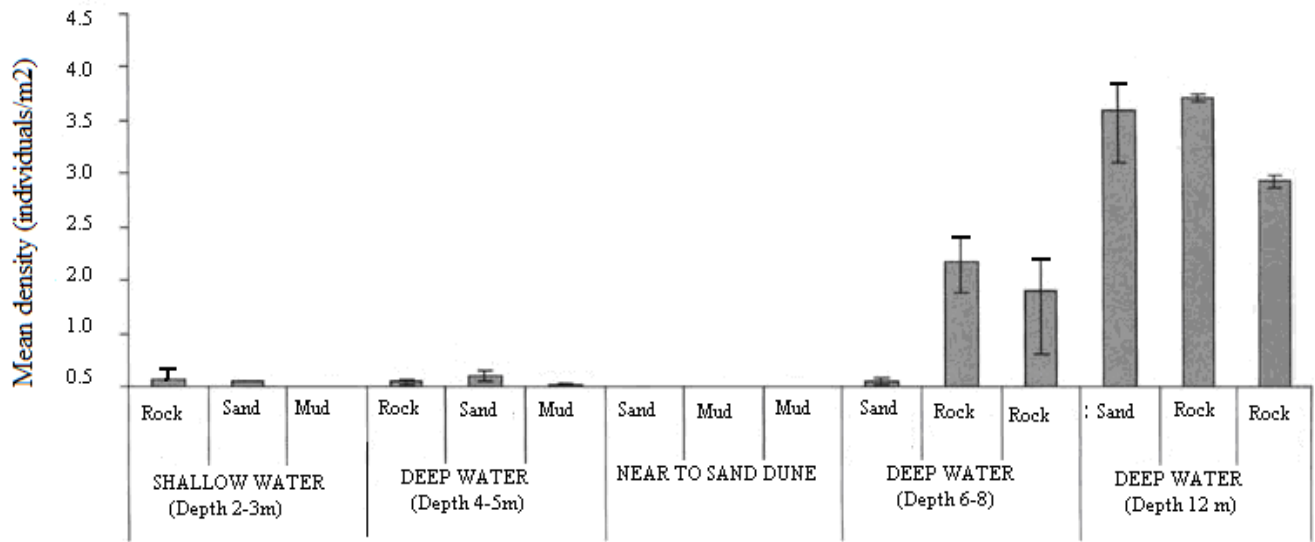 Mean density (individuals/m2)
4.5
4.0
3.5
3.0
2.5
2.0
1.0
0.5
Rock Sand Mud Rock Sand Mud Sand Mud Mud Sand Rock Rock : Sand Rock Rock
SHALLOW WATER DEEP WATER NEAR TO SAND DUNE DEEP WATER DEEP WATER
(Depth 2-3m) (Depth 4-5m) (Depth 6-8) (Depth 12 m)